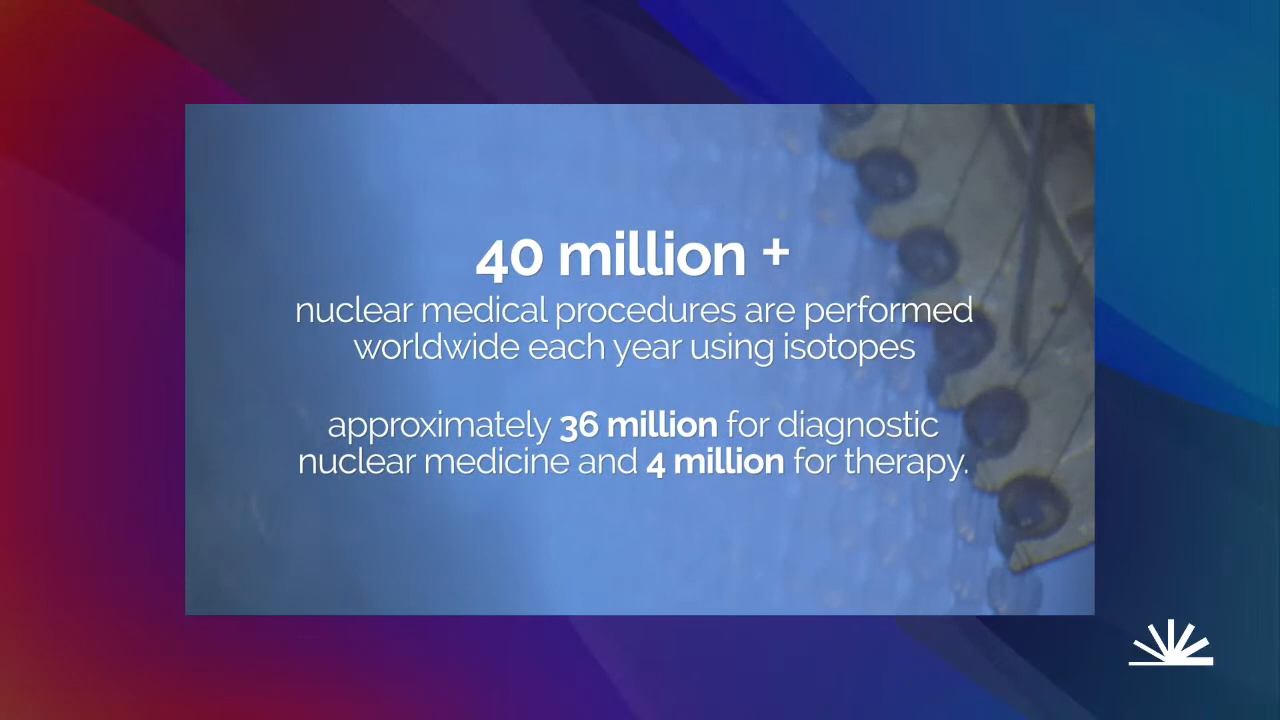 40 million +
nuclear medical procedures are performed
worldwide each year using isotopes
approximately 36 million for diagnostic
nuclear medicine and 4 million for therapy.